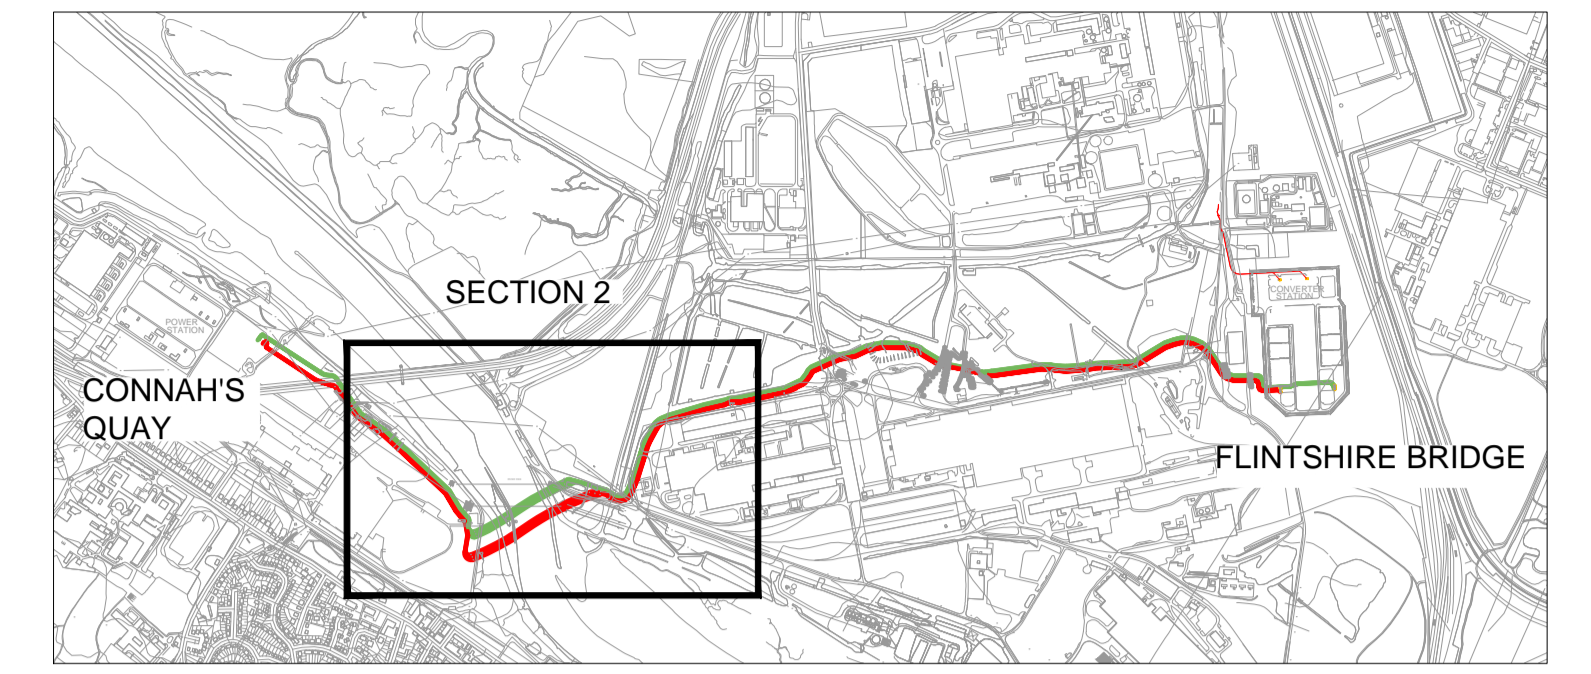 SECTION 2
CONVERTER
STATION
POWER
STATION
CONNAH'S
QUAY
FLINTSHIRE BRIDGE